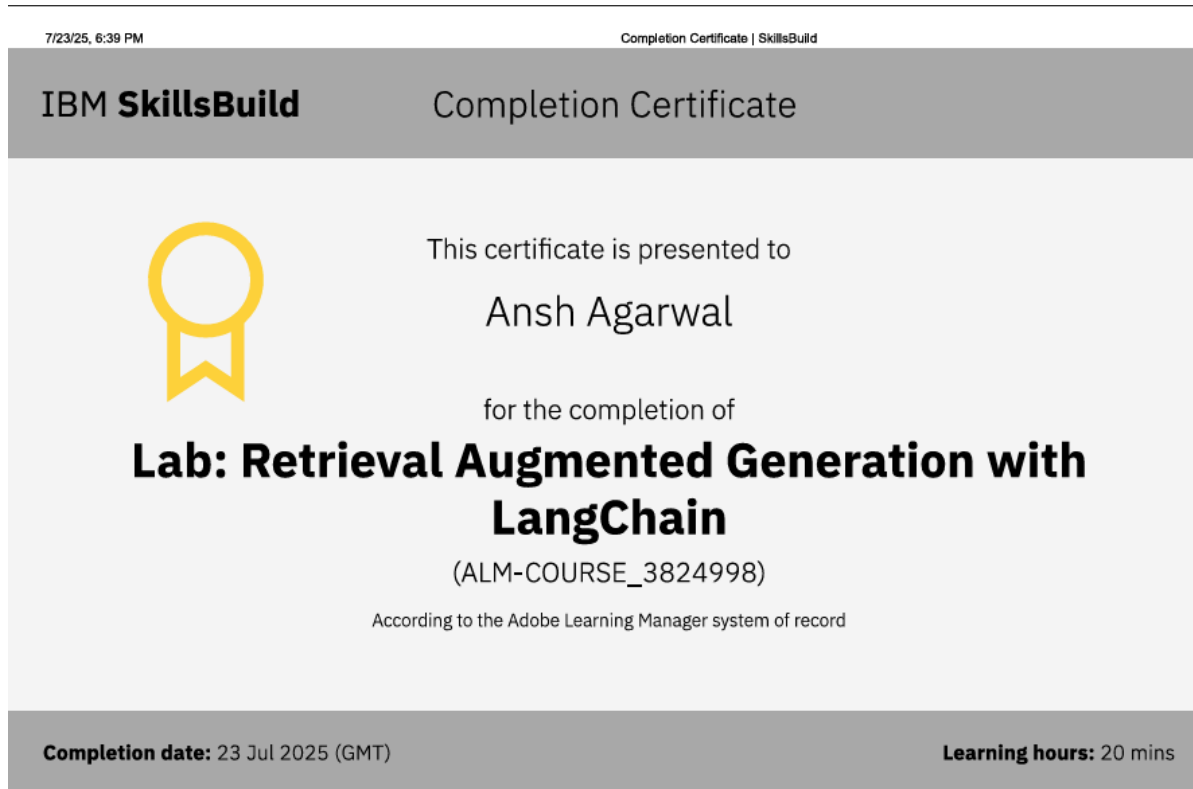 7/23/25, 6:39 PM Completion Certificate | SkillsBuild
IBM SkillsBuild Completion Certificate
This certificate is presented to
Ansh Agarwal
for the completion of
Lab: Retrieval Augmented Generation with
LangChain
(ALM-COURSE_3824998)
According to the Adobe Learning Manager system of record
Completion date: 23 Jul 2025 (GMT) Learning hours: 20 mins